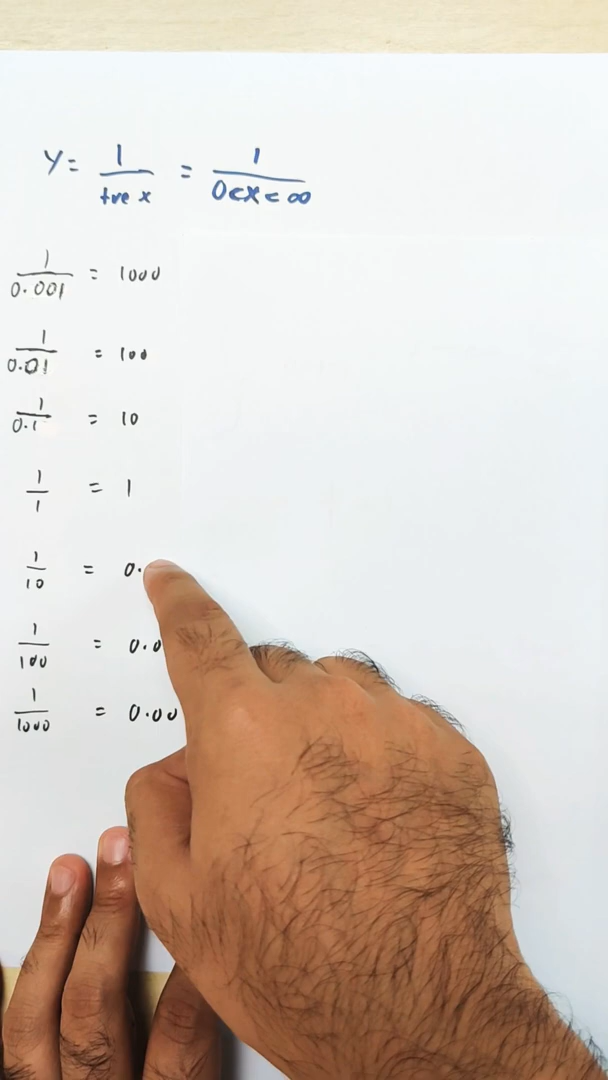 Y = 1 / +ve x = 1 / 0<x<∞
1 / 0.001 = 1000
1 / 0.01 = 100
1 / 0.1 = 10
1 / 1 = 1
1 / 10 = 0.
1 / 100 = 0.0
1 / 1000 = 0.00